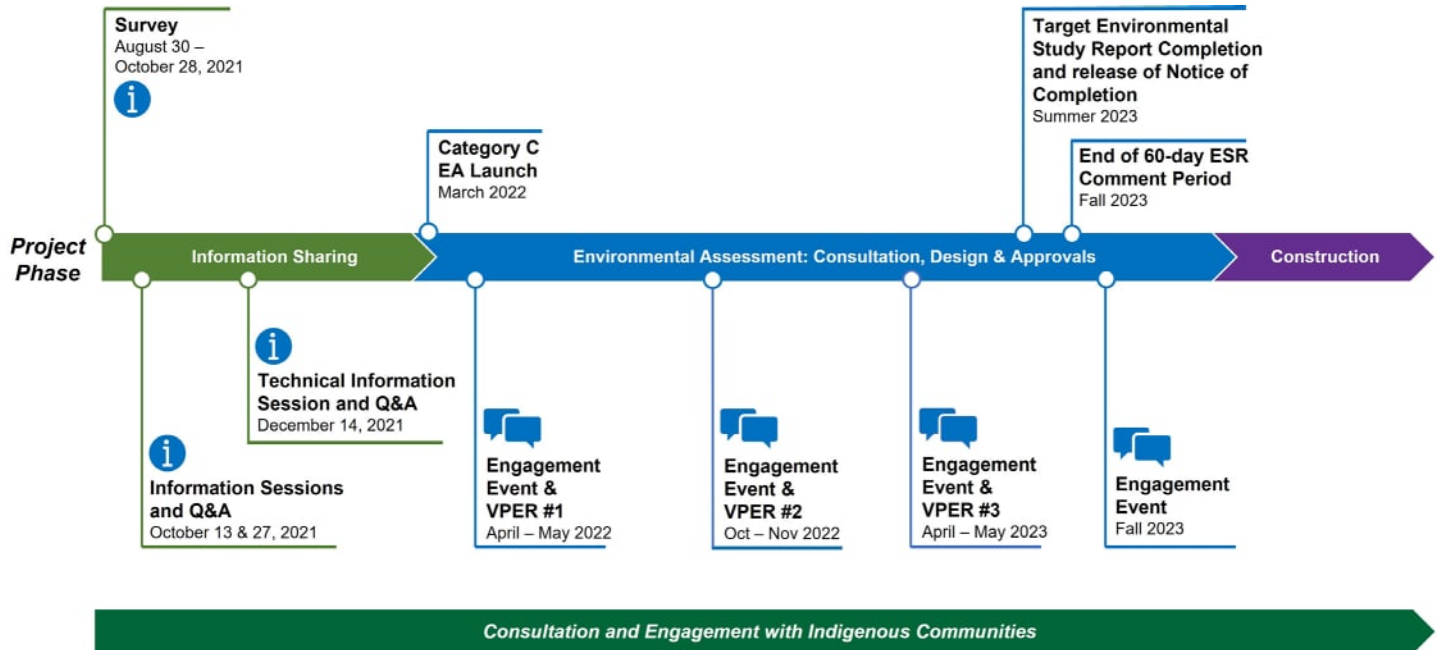 Survey
August 30 –
October 28, 2021
Target Environmental
Study Report Completion
and release of Notice of
Completion
Summer 2023
Category C
EA Launch
March 2022
End of 60-day ESR
Comment Period
Fall 2023
Project
Phase
Information Sharing
Environmental Assessment: Consultation, Design & Approvals
Construction
Technical Information
Session and Q&A
December 14, 2021
Information Sessions
and Q&A
October 13 & 27, 2021
Engagement
Event &
VPER #1
April – May 2022
Engagement
Event &
VPER #2
Oct – Nov 2022
Engagement
Event &
VPER #3
April – May 2023
Engagement
Event
Fall 2023
Consultation and Engagement with Indigenous Communities